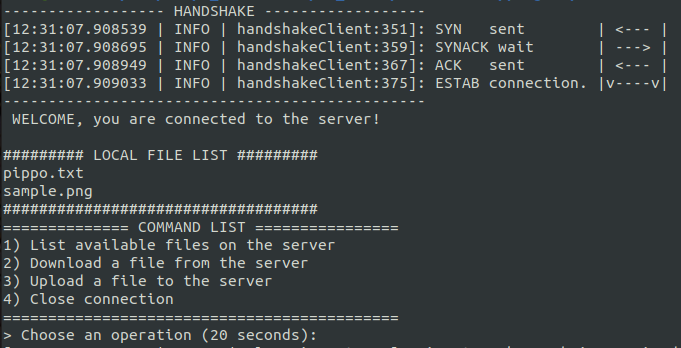 ------------------ HANDSHAKE ------------------
[12:31:07.908539 | INFO | handshakeClient:351]: SYN   sent        | <--- |
[12:31:07.908695 | INFO | handshakeClient:359]: SYNACK wait       | ---> |
[12:31:07.908949 | INFO | handshakeClient:367]: ACK   sent        | <--- |
[12:31:07.909033 | INFO | handshakeClient:375]: ESTAB connection. |v----v|
-----------------------------------------------
 WELCOME, you are connected to the server!
######### LOCAL FILE LIST #########
pippo.txt
sample.png
###################################
============== COMMAND LIST ================
1) List available files on the server
2) Download a file from the server
3) Upload a file to the server
4) Close connection
============================================
> Choose an operation (20 seconds):